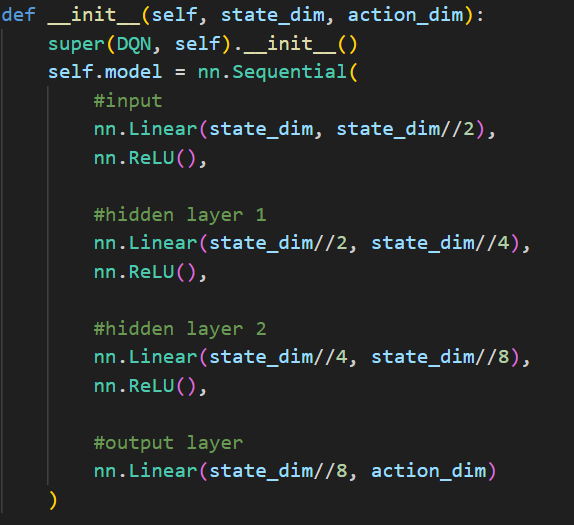 def __init__(self, state_dim, action_dim):
    super(DQN, self).__init__()
    self.model = nn.Sequential(
        #input
        nn.Linear(state_dim, state_dim//2),
        nn.ReLU(),

        #hidden layer 1
        nn.Linear(state_dim//2, state_dim//4),
        nn.ReLU(),

        #hidden layer 2
        nn.Linear(state_dim//4, state_dim//8),
        nn.ReLU(),

        #output layer
        nn.Linear(state_dim//8, action_dim)
    )